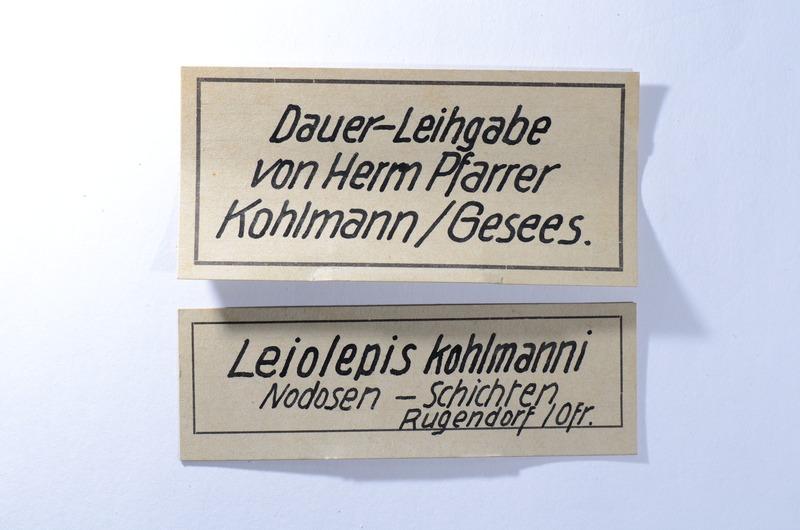 Dauer-Leihgabe
von Herrn Pfarrer
Kohlmann/Gesees.
Leiolepis kohlmanni
Nodosen - Schichten
Rugendorf / Ofr.